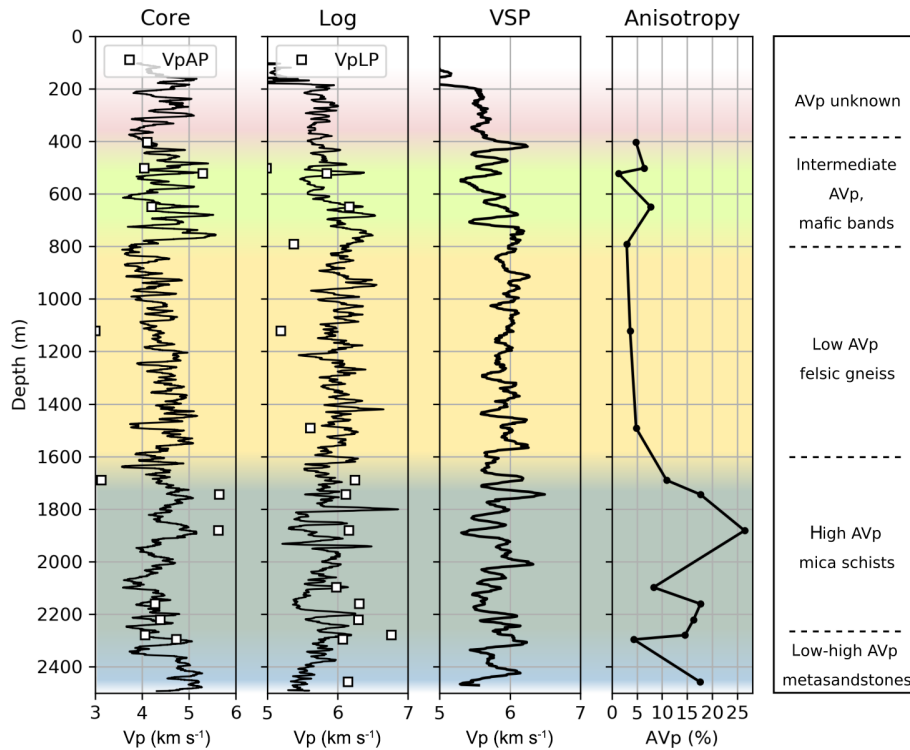 Core Log VSP Anisotropy
VpAP
VpLP
0
200
400
600
800
1000
1200
1400
1600
1800
2000
2200
2400
Depth (m)
3 4 5 6
5 6 7
5 6 7
0 5 10 15 20 25
Vp (km s⁻¹)
Vp (km s⁻¹)
Vp (km s⁻¹)
AVp (%)
AVp unknown
Intermediate
AVp,
mafic bands
Low AVp
felsic gneiss
High AVp
mica schists
Low-high AVp
metasandstones